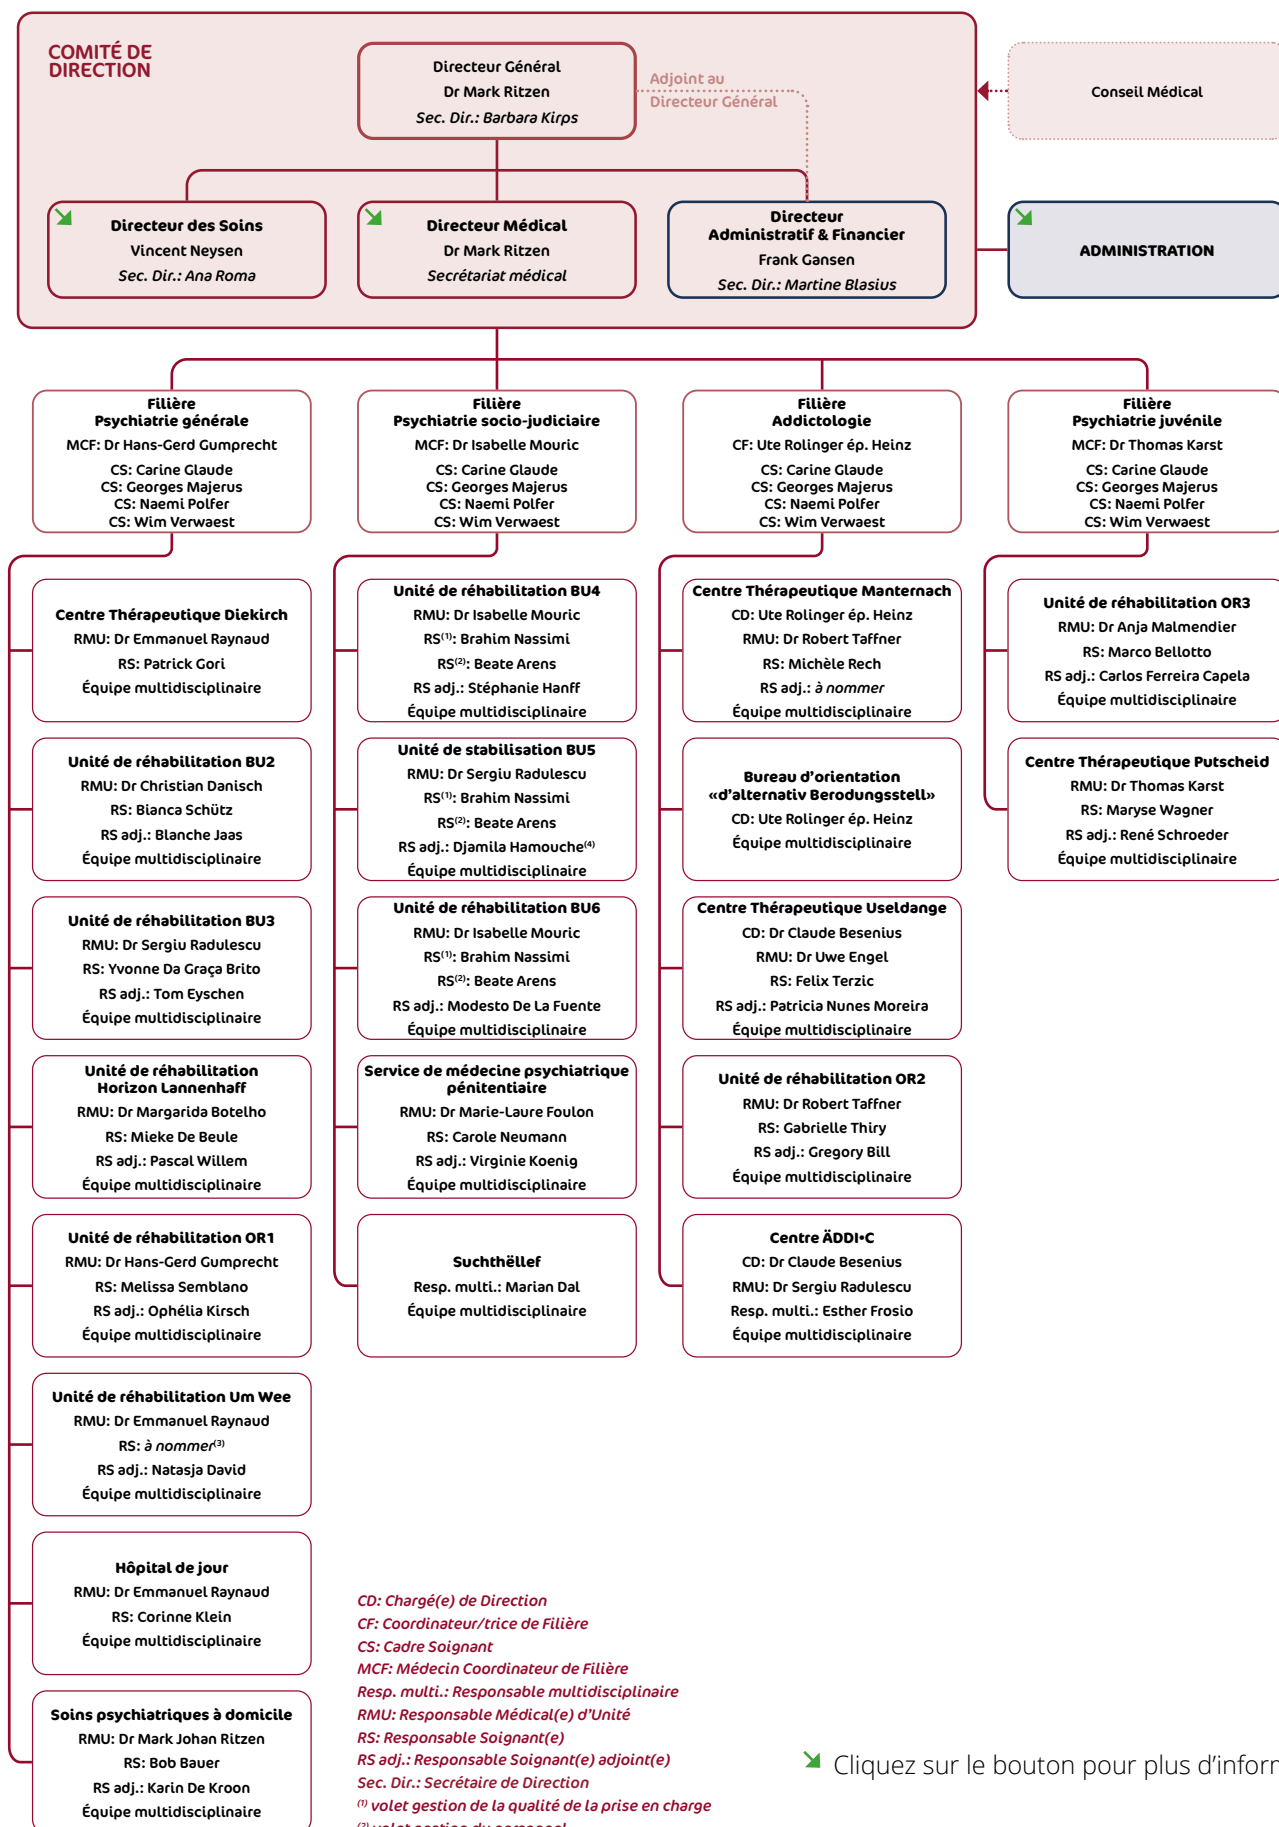 COMITÉ DE
DIRECTION
Directeur Général
Dr Mark Ritzen
Sec. Dir.: Barbara Kirps
Adjoint au
Directeur Général
Conseil Médical
Directeur des Soins
Vincent Neysen
Sec. Dir.: Ana Roma
Directeur Médical
Dr Mark Ritzen
Secrétariat médical
Directeur
Administratif & Financier
Frank Gansen
Sec. Dir.: Martine Blasius
ADMINISTRATION
Filière
Psychiatrie générale
MCF: Dr Hans-Gerd Gumprecht
CS: Carine Glaude
CS: Georges Majerus
CS: Naemi Polfer
CS: Wim Verwaest
Filière
Psychiatrie socio-judiciaire
MCF: Dr Isabelle Mouric
CS: Carine Glaude
CS: Georges Majerus
CS: Naemi Polfer
CS: Wim Verwaest
Filière
Addictologie
CF: Ute Rolinger ép. Heinz
CS: Carine Glaude
CS: Georges Majerus
CS: Naemi Polfer
CS: Wim Verwaest
Filière
Psychiatrie juvénile
MCF: Dr Thomas Karst
CS: Carine Glaude
CS: Georges Majerus
CS: Naemi Polfer
CS: Wim Verwaest
Centre Thérapeutique Diekirch
RMU: Dr Emmanuel Raynaud
RS: Patrick Gori
Équipe multidisciplinaire
Unité de réhabilitation BU2
RMU: Dr Christian Danisch
RS: Bianca Schütz
RS adj.: Blanche Jaas
Équipe multidisciplinaire
Unité de réhabilitation BU3
RMU: Dr Sergiu Radulescu
RS: Yvonne Da Graça Brito
RS adj.: Tom Eyschen
Équipe multidisciplinaire
Unité de réhabilitation
Horizon Lannenhaff
RMU: Dr Margarida Botelho
RS: Mieke De Beule
RS adj.: Pascal Willem
Équipe multidisciplinaire
Unité de réhabilitation OR1
RMU: Dr Hans-Gerd Gumprecht
RS: Melissa Semblano
RS adj.: Ophélia Kirsch
Équipe multidisciplinaire
Unité de réhabilitation Um Wee
RMU: Dr Emmanuel Raynaud
RS: à nommer(3)
RS adj.: Natasja David
Équipe multidisciplinaire
Hôpital de jour
RMU: Dr Emmanuel Raynaud
RS: Corinne Klein
Équipe multidisciplinaire
Soins psychiatriques à domicile
RMU: Dr Mark Johan Ritzen
RS: Bob Bauer
RS adj.: Karin De Kroon
Équipe multidisciplinaire
Unité de réhabilitation BU4
RMU: Dr Isabelle Mouric
RS(1): Brahim Nassimi
RS(2): Beate Arens
RS adj.: Stéphanie Hanff
Équipe multidisciplinaire
Unité de stabilisation BU5
RMU: Dr Sergiu Radulescu
RS(1): Brahim Nassimi
RS(2): Beate Arens
RS adj.: Djamila Hamouche(4)
Équipe multidisciplinaire
Unité de réhabilitation BU6
RMU: Dr Isabelle Mouric
RS(1): Brahim Nassimi
RS(2): Beate Arens
RS adj.: Modesto De La Fuente
Équipe multidisciplinaire
Service de médecine psychiatrique
pénitentiaire
RMU: Dr Marie-Laure Foulon
RS: Carole Neumann
RS adj.: Virginie Koenig
Équipe multidisciplinaire
Suchthëllef
Resp. multi.: Marian Dal
Équipe multidisciplinaire
Centre Thérapeutique Manternach
CD: Ute Rolinger ép. Heinz
RMU: Dr Robert Taffner
RS: Michèle Rech
RS adj.: à nommer
Équipe multidisciplinaire
Bureau d'orientation
«d'alternativ Berodungsstell»
CD: Ute Rolinger ép. Heinz
Équipe multidisciplinaire
Centre Thérapeutique Useldange
CD: Dr Claude Besenius
RMU: Dr Uwe Engel
RS: Felix Terzic
RS adj.: Patricia Nunes Moreira
Équipe multidisciplinaire
Unité de réhabilitation OR2
RMU: Dr Robert Taffner
RS: Gabrielle Thiry
RS adj.: Gregory Bill
Équipe multidisciplinaire
Centre ÄDDI•C
CD: Dr Claude Besenius
RMU: Dr Sergiu Radulescu
Resp. multi.: Esther Frosio
Équipe multidisciplinaire
Unité de réhabilitation OR3
RMU: Dr Anja Malmendier
RS: Marco Bellotto
RS adj.: Carlos Ferreira Capela
Équipe multidisciplinaire
Centre Thérapeutique Putscheid
RMU: Dr Thomas Karst
RS: Maryse Wagner
RS adj.: René Schroeder
Équipe multidisciplinaire
CD: Chargé(e) de Direction
CF: Coordinateur/trice de Filière
CS: Cadre Soignant
MCF: Médecin Coordinateur de Filière
Resp. multi.: Responsable multidisciplinaire
RMU: Responsable Médical(e) d'Unité
RS: Responsable Soignant(e)
RS adj.: Responsable Soignant(e) adjoint(e)
Sec. Dir.: Secrétaire de Direction
(1) volet gestion de la qualité de la prise en charge
(2) volet gestion du personnel
Cliquez sur le bouton pour plus d'inform